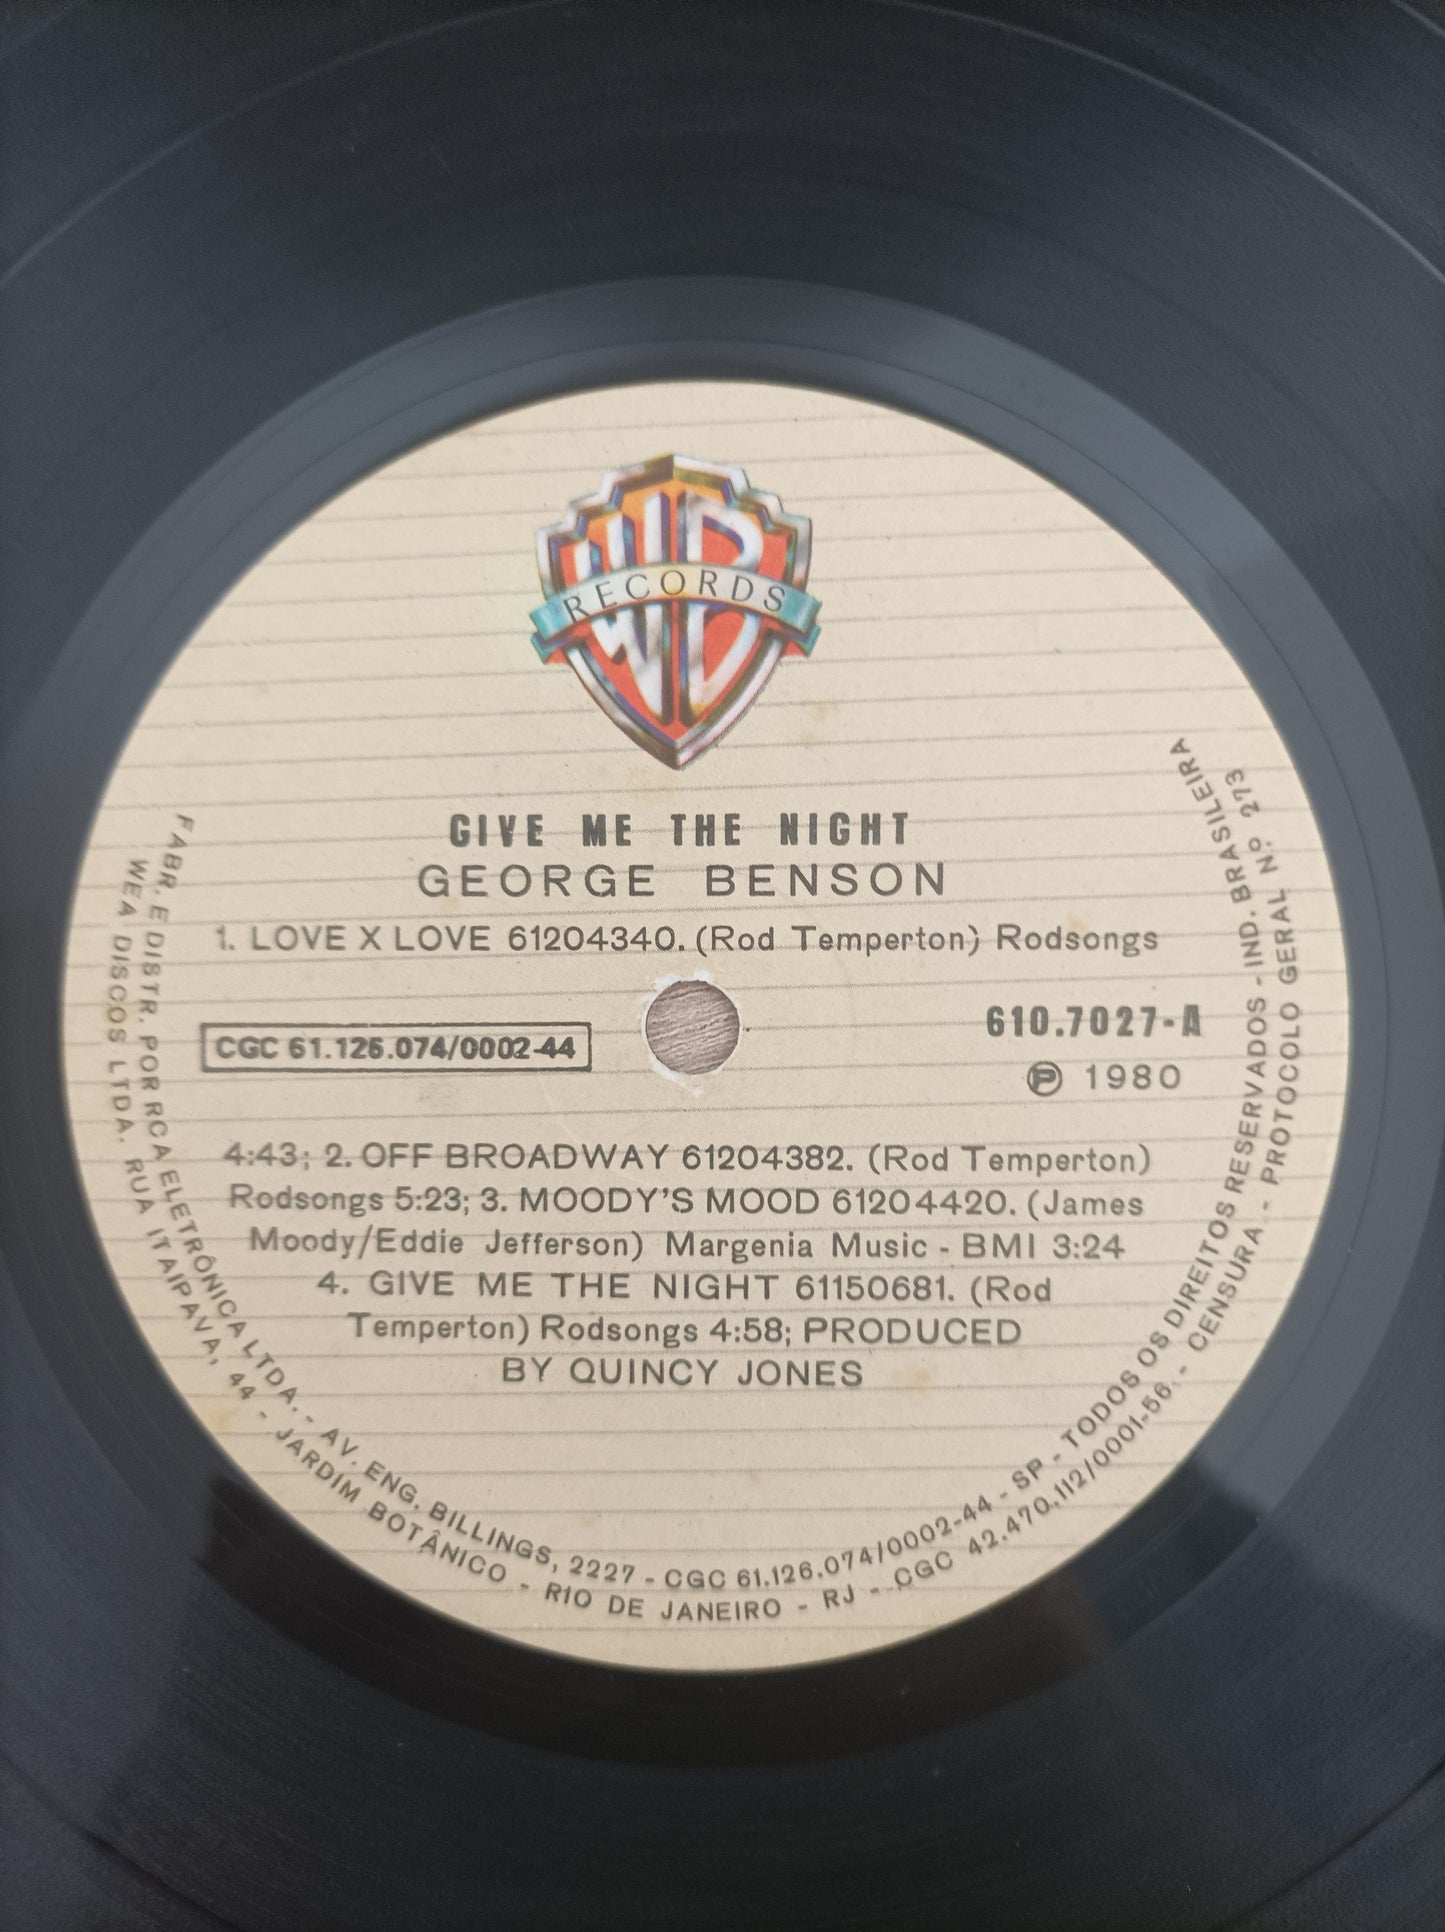 WB
RECORDS
GIVE ME THE NIGHT
GEORGE BENSON
1. LOVE X LOVE 61204340. (Rod Temperton) Rodsongs
CGC 61.126.074/0002-44
610.7027-A
Ⓟ 1980
4:43; 2. OFF BROADWAY 61204382. (Rod Temperton)
Rodsongs 5:23; 3. MOODY'S MOOD 61204420. (James
Moody/Eddie Jefferson) Margenia Music - BMI 3:24
4. GIVE ME THE NIGHT 61150681. (Rod
Temperton) Rodsongs 4:58; PRODUCED
BY QUINCY JONES
FABR. E DISTR. POR RCA ELETRÔNICA LTDA. - AV. ENG. BILLINGS, 2227 - CGC 61.126.074/0002-44 - SP - TODOS OS DIREITOS RESERVADOS - IND. BRASILEIRA
WEA DISCOS LTDA. RUA ITAIPAVA, 44 - JARDIM BOTÂNICO - RIO DE JANEIRO - RJ - CGC 42.470.112/0001-56. - CENSURA. - PROTOCOLO GERAL N.º 273